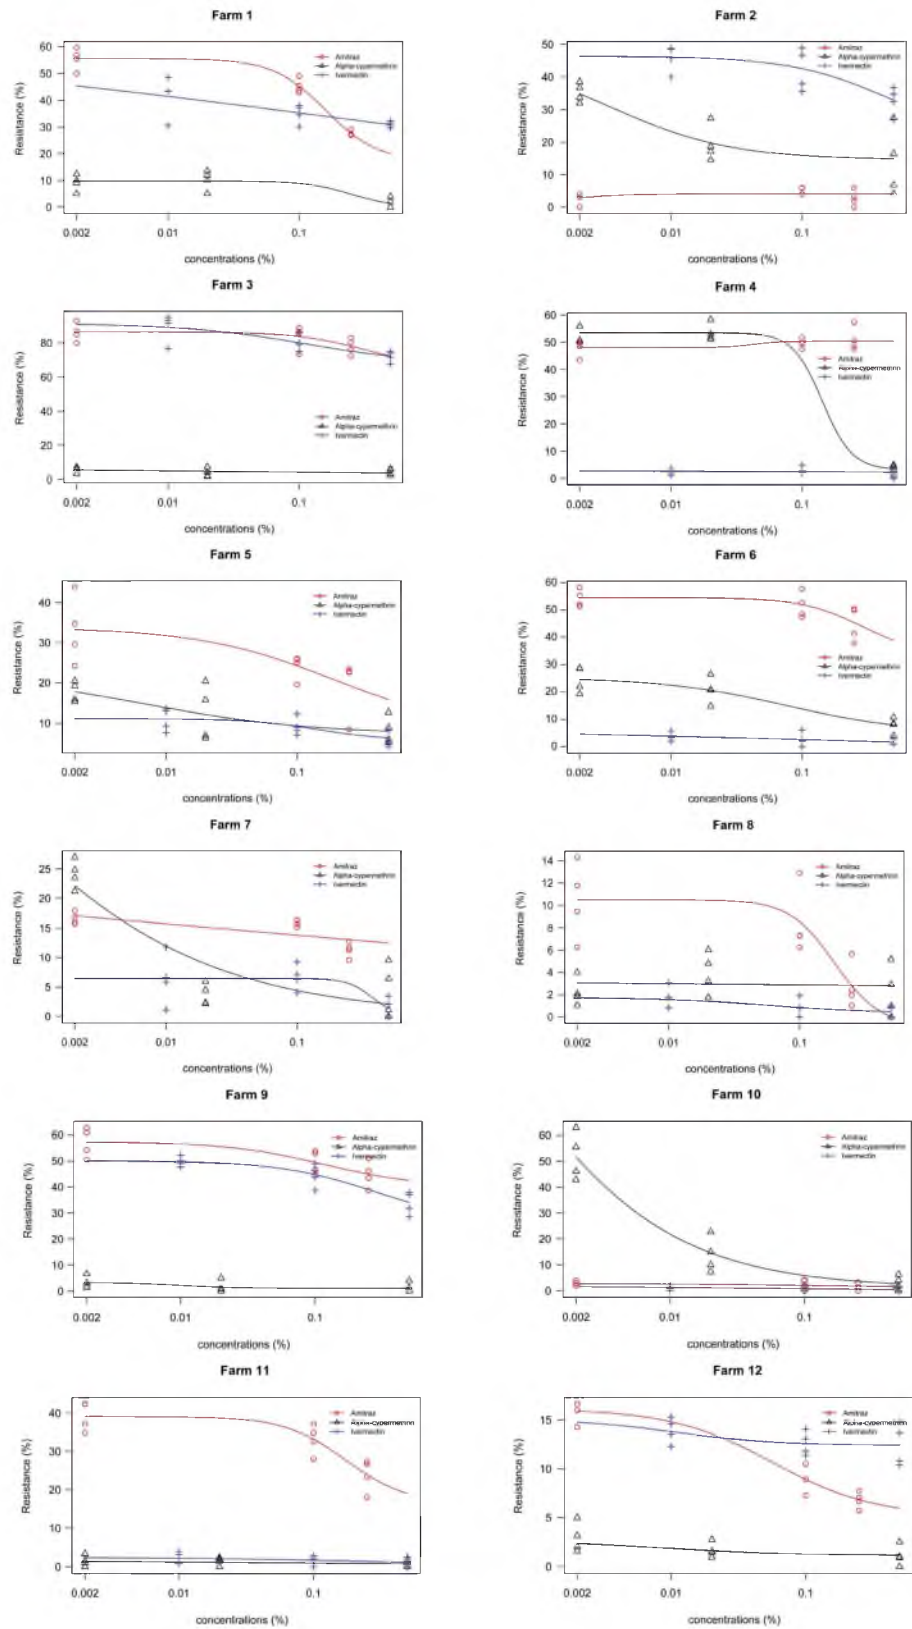 Farm 1
Resistance (%)
60
50
40
30
20
10
0
Amitraz
Alpha-cypermethrin
Ivermectin
0.002
0.01
0.1
concentrations (%)
Farm 2
Resistance (%)
50
40
30
20
10
0
Amitraz
Alpha-cypermethrin
Ivermectin
0.002
0.01
0.1
concentrations (%)
Farm 3
Resistance (%)
80
60
40
20
0
Amitraz
Alpha-cypermethrin
Ivermectin
0.002
0.01
0.1
concentrations (%)
Farm 4
Resistance (%)
60
50
40
30
20
10
0
Amitraz
Alpha-cypermethrin
Ivermectin
0.002
0.01
0.1
concentrations (%)
Farm 5
Resistance (%)
40
30
20
10
Amitraz
Alpha-cypermethrin
Ivermectin
0.002
0.01
0.1
concentrations (%)
Farm 6
Resistance (%)
60
50
40
30
20
10
0
Amitraz
Alpha-cypermethrin
Ivermectin
0.002
0.01
0.1
concentrations (%)
Farm 7
Resistance (%)
25
20
15
10
5
0
Amitraz
Alpha-cypermethrin
Ivermectin
0.002
0.01
0.1
concentrations (%)
Farm 8
Resistance (%)
14
12
10
8
6
4
2
0
Amitraz
Alpha-cypermethrin
Ivermectin
0.002
0.01
0.1
concentrations (%)
Farm 9
Resistance (%)
60
50
40
30
20
10
0
Amitraz
Alpha-cypermethrin
Ivermectin
0.002
0.01
0.1
concentrations (%)
Farm 10
Resistance (%)
60
50
40
30
20
10
0
Amitraz
Alpha-cypermethrin
Ivermectin
0.002
0.01
0.1
concentrations (%)
Farm 11
Resistance (%)
40
30
20
10
0
Amitraz
Alpha-cypermethrin
Ivermectin
0.002
0.01
0.1
concentrations (%)
Farm 12
Resistance (%)
15
10
5
0
Amitraz
Alpha-cypermethrin
Ivermectin
0.002
0.01
0.1
concentrations (%)